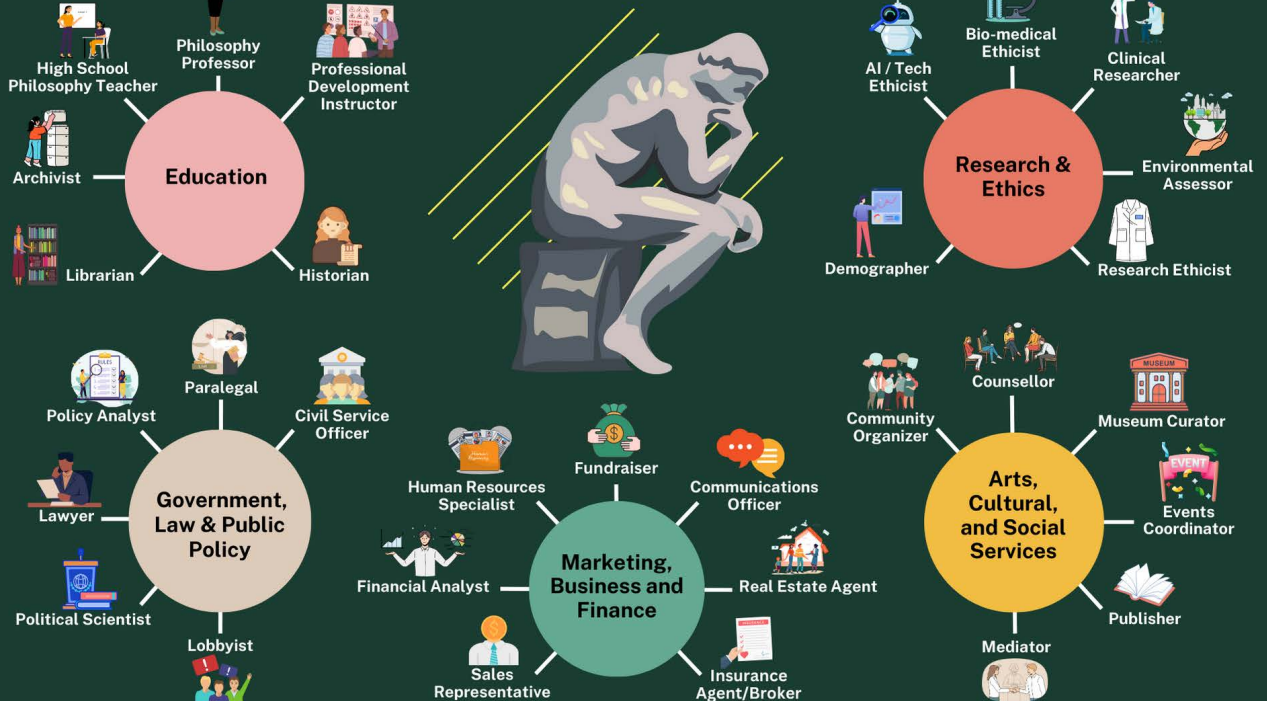 High School
Philosophy Teacher
Philosophy
Professor
Professional
Development
Instructor
Archivist
Education
Librarian
Historian
AI / Tech
Ethicist
Bio-medical
Ethicist
Clinical
Researcher
Research &
Ethics
Environmental
Assessor
Demographer
Research Ethicist
Policy Analyst
RULES
Paralegal
Civil Service
Officer
Lawyer
Government,
Law & Public
Policy
Political Scientist
Lobbyist
Human Resources
Specialist
Fundraiser
Communications
Officer
Financial Analyst
Marketing,
Business and
Finance
Real Estate Agent
Sales
Representative
Insurance
Agent/Broker
Community
Organizer
Counsellor
MUSEUM
Museum Curator
Arts,
Cultural,
and Social
Services
EVENT
Events
Coordinator
Publisher
Mediator